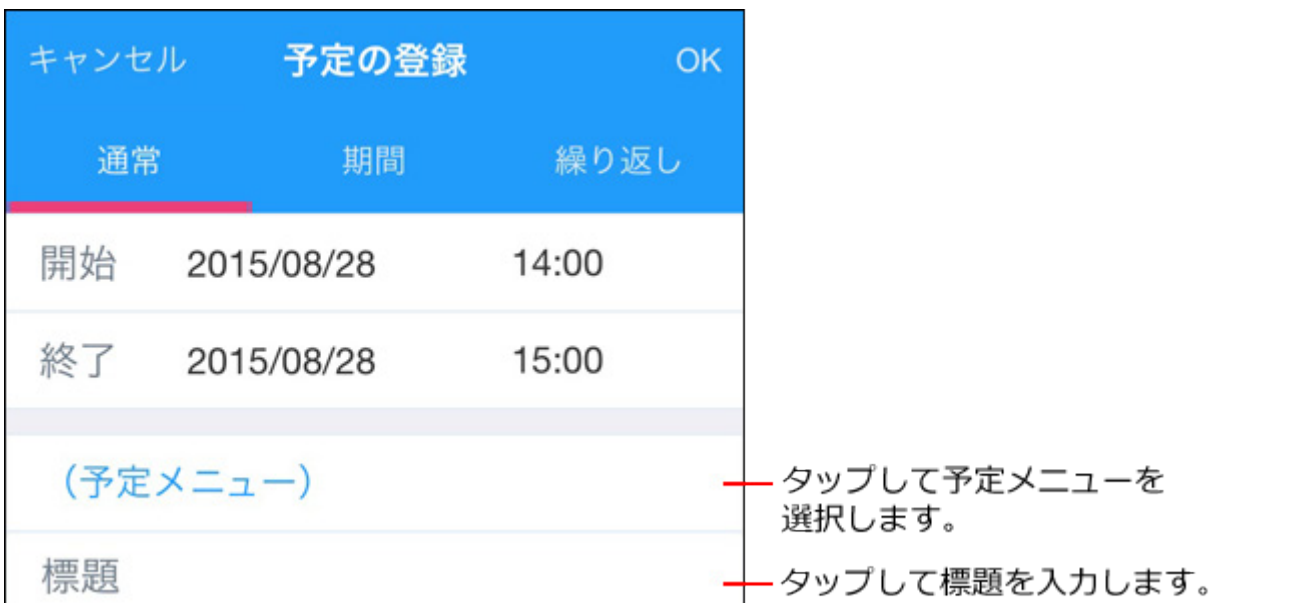 キャンセル 予定の登録 OK
通常 期間 繰り返し
開始 2015/08/28 14:00
終了 2015/08/28 15:00
(予定メニュー)
タップして予定メニューを
選択します。
標題
タップして標題を入力します。